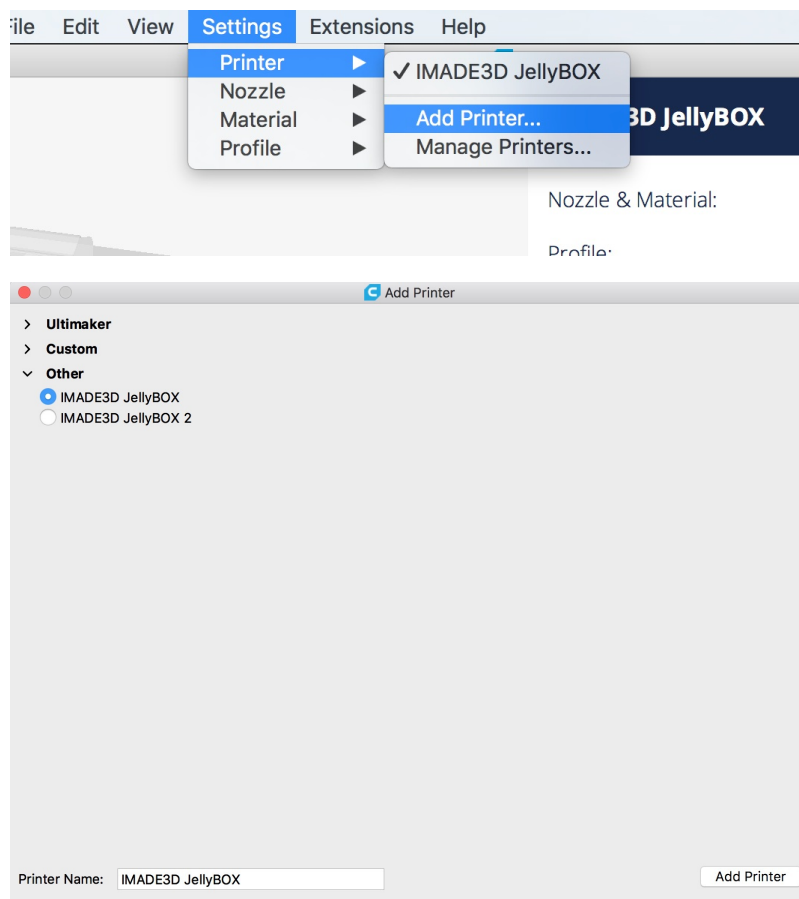 File Edit View Settings Extensions Help
Printer
IMADE3D JellyBOX
Nozzle
Material
Add Printer...
3D JellyBOX
Profile
Manage Printers...
Nozzle & Material:
Profile:
Add Printer
Ultimaker
Custom
Other
IMADE3D JellyBOX
IMADE3D JellyBOX 2
Printer Name: IMADE3D JellyBOX Add Printer